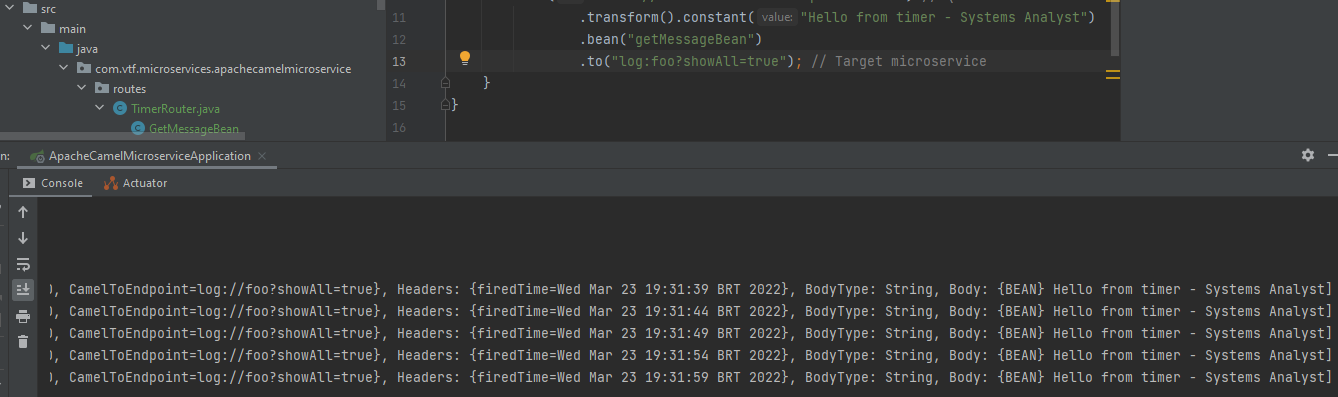 src
main
java
com.vtf.microservices.apachecamelmicroservice
routes
TimerRouter.java
GetMessageBean
11 .transform().constant( value: "Hello from timer - Systems Analyst")
12 .bean("getMessageBean")
13 .to("log:foo?showAll=true"); // Target microservice
14 }
15 }
16
n: ApacheCamelMicroserviceApplication
Console Actuator
), CamelToEndpoint=log://foo?showAll=true}, Headers: {firedTime=Wed Mar 23 19:31:39 BRT 2022}, BodyType: String, Body: {BEAN} Hello from timer - Systems Analyst]
), CamelToEndpoint=log://foo?showAll=true}, Headers: {firedTime=Wed Mar 23 19:31:44 BRT 2022}, BodyType: String, Body: {BEAN} Hello from timer - Systems Analyst]
), CamelToEndpoint=log://foo?showAll=true}, Headers: {firedTime=Wed Mar 23 19:31:49 BRT 2022}, BodyType: String, Body: {BEAN} Hello from timer - Systems Analyst]
), CamelToEndpoint=log://foo?showAll=true}, Headers: {firedTime=Wed Mar 23 19:31:54 BRT 2022}, BodyType: String, Body: {BEAN} Hello from timer - Systems Analyst]
), CamelToEndpoint=log://foo?showAll=true}, Headers: {firedTime=Wed Mar 23 19:31:59 BRT 2022}, BodyType: String, Body: {BEAN} Hello from timer - Systems Analyst]